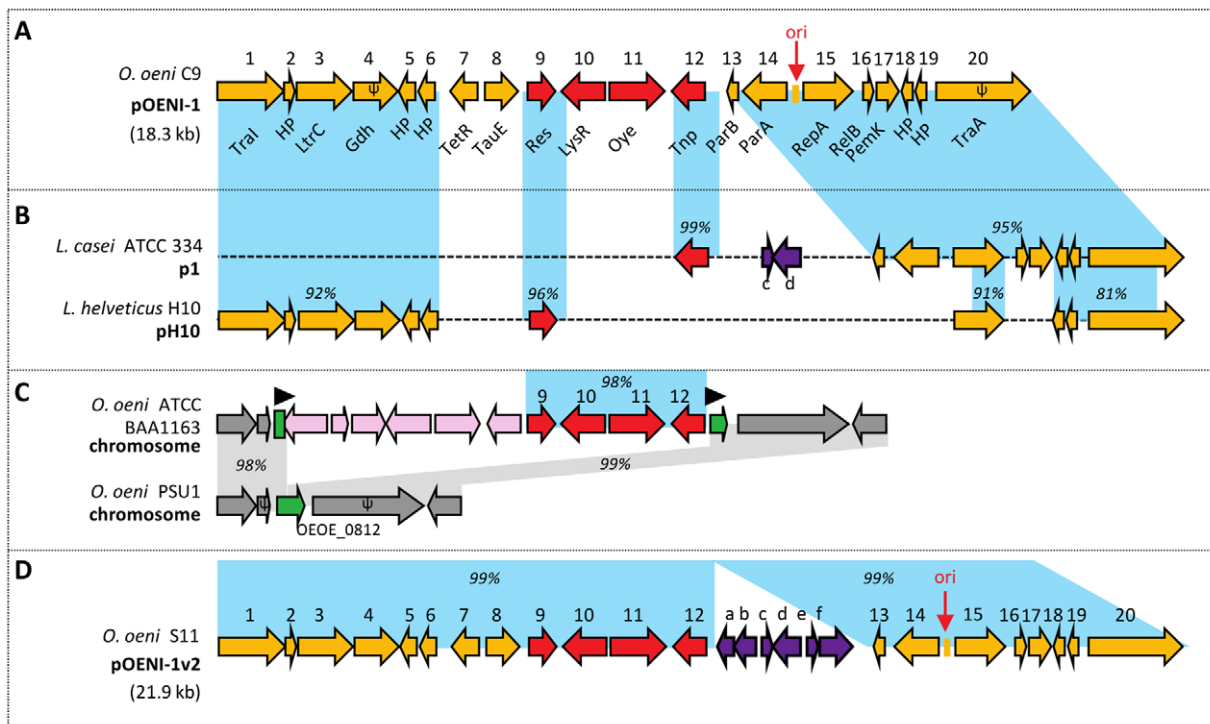 A
ori
1 2 3 4 5 6 7 8 9 10 11 12 13 14 15 16 17 18 19 20
O. oeni C9
ψ ψ
pOENI-1
(18.3 kb)
TraI HP LtrC Gdh HP HP TetR TauE Res LysR Oye Tnp ParB ParA RepA RelB PemK HP HP TraA
B
L. casei ATCC 334
99% 95%
p1
c d
L. helveticus H10
92% 96% 91% 81%
pH10
C
98%
O. oeni ATCC
9 10 11 12
BAA1163
chromosome
98% 99%
O. oeni PSU1
ψ ψ
chromosome
OEOE_0812
D
99% 99%
ori
1 2 3 4 5 6 7 8 9 10 11 12 a b c d e f 13 14 15 16 17 18 19 20
O. oeni S11
pOENI-1v2
(21.9 kb)